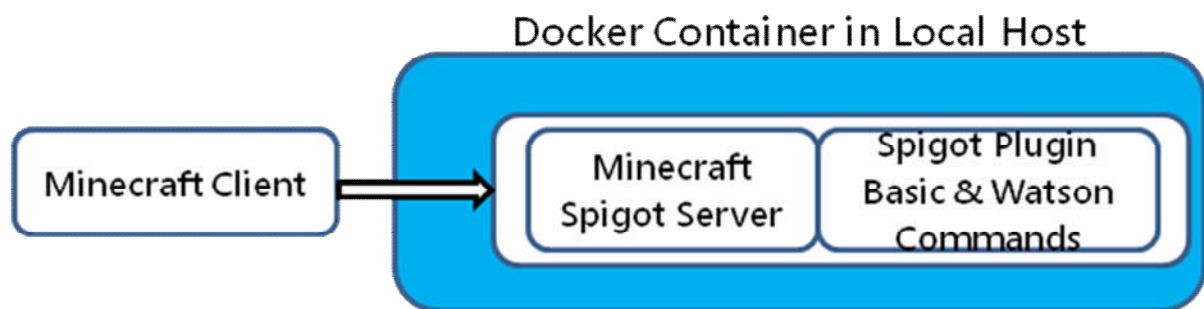 Docker Container in Local Host
Minecraft Client
Minecraft
Spigot Server
Spigot Plugin
Basic & Watson
Commands